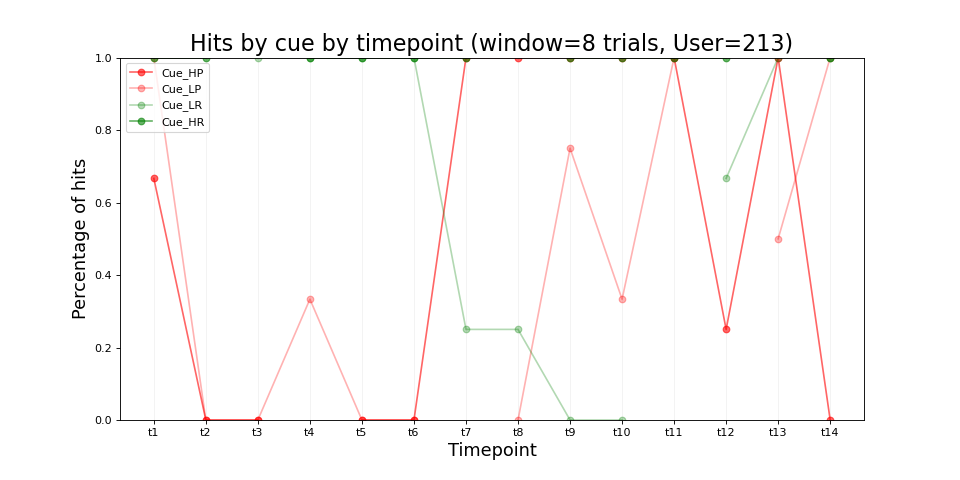 Hits by cue by timepoint (window=8 trials, User=213)
Percentage of hits
1.0
0.8
0.6
0.4
0.2
0.0
Cue_HP
Cue_LP
Cue_LR
Cue_HR
t1 t2 t3 t4 t5 t6 t7 t8 t9 t10 t11 t12 t13 t14
Timepoint